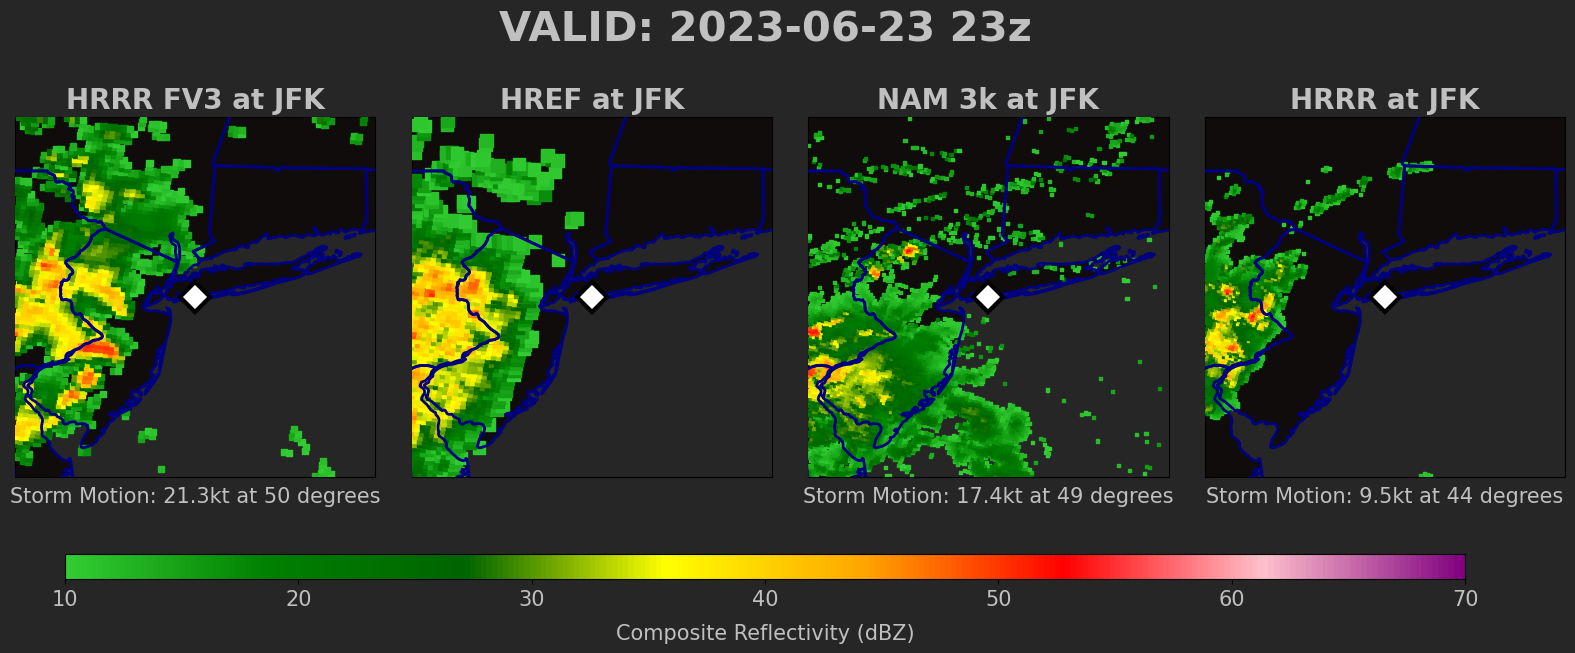 VALID: 2023-06-23 23z
HRRR FV3 at JFK
HREF at JFK
NAM 3k at JFK
HRRR at JFK
Storm Motion: 21.3kt at 50 degrees
Storm Motion: 17.4kt at 49 degrees
Storm Motion: 9.5kt at 44 degrees
10 20 30 40 50 60 70
Composite Reflectivity (dBZ)